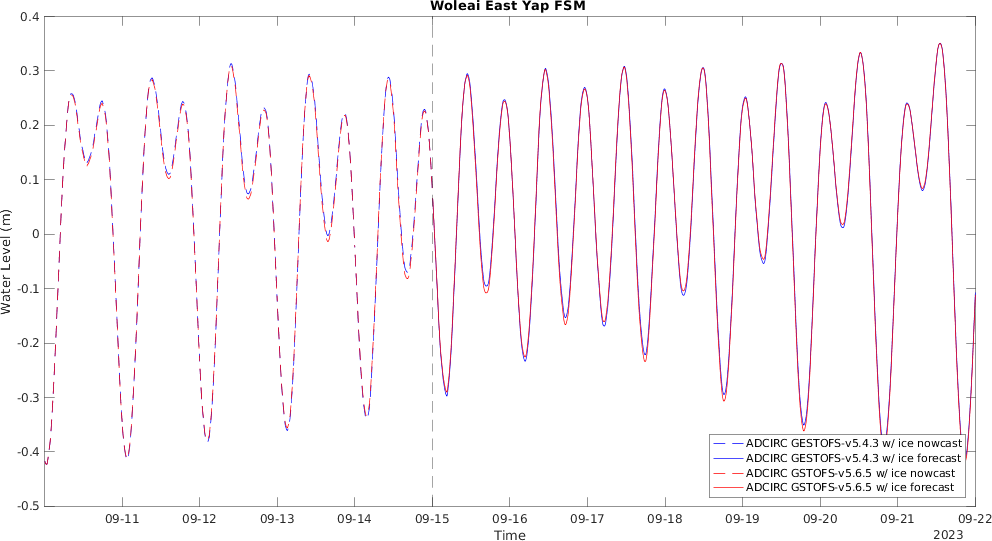 Woleai East Yap FSM
0.4
0.3
0.2
0.1
0
-0.1
-0.2
-0.3
-0.4
-0.5
Water Level (m)
ADCIRC GESTOFS-v5.4.3 w/ ice nowcast
ADCIRC GESTOFS-v5.4.3 w/ ice forecast
ADCIRC GSTOFS-v5.6.5 w/ ice nowcast
ADCIRC GSTOFS-v5.6.5 w/ ice forecast
09-11 09-12 09-13 09-14 09-15 09-16 09-17 09-18 09-19 09-20 09-21 09-22
Time
2023